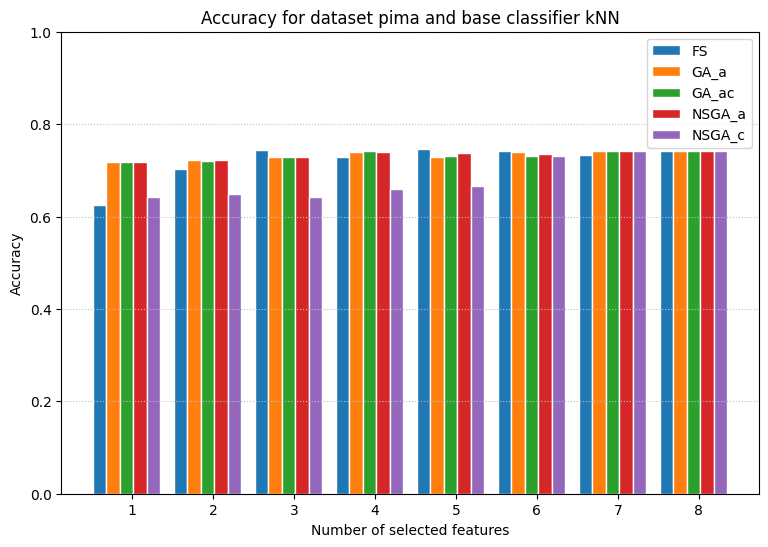 Accuracy for dataset pima and base classifier kNN
FS
GA_a
GA_ac
NSGA_a
NSGA_c
1.0
0.8
0.6
0.4
0.2
0.0
Accuracy
1 2 3 4 5 6 7 8
Number of selected features